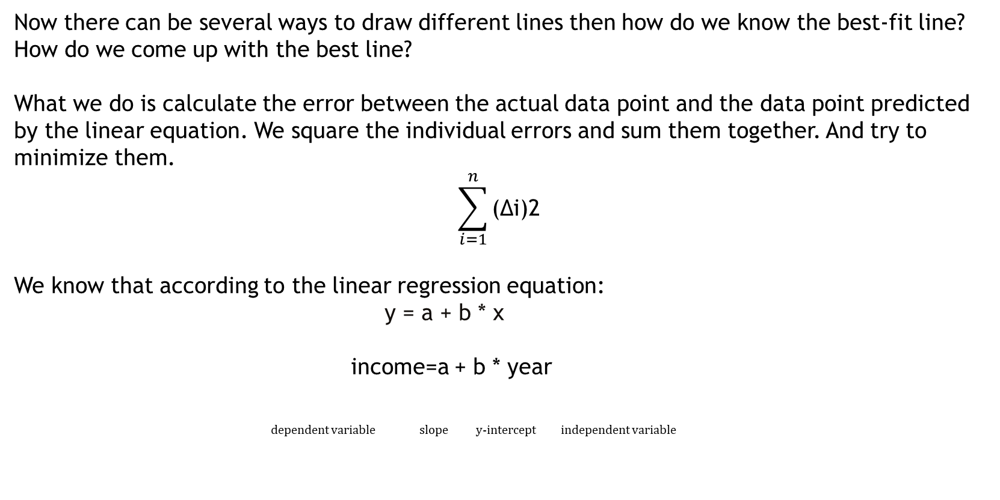 Now there can be several ways to draw different lines then how do we know the best-fit line?
How do we come up with the best line?
What we do is calculate the error between the actual data point and the data point predicted
by the linear equation. We square the individual errors and sum them together. And try to
minimize them.
n
∑ (Δi)2
i=1
We know that according to the linear regression equation:
y = a + b * x
income=a + b * year
dependent variable slope y-intercept independent variable